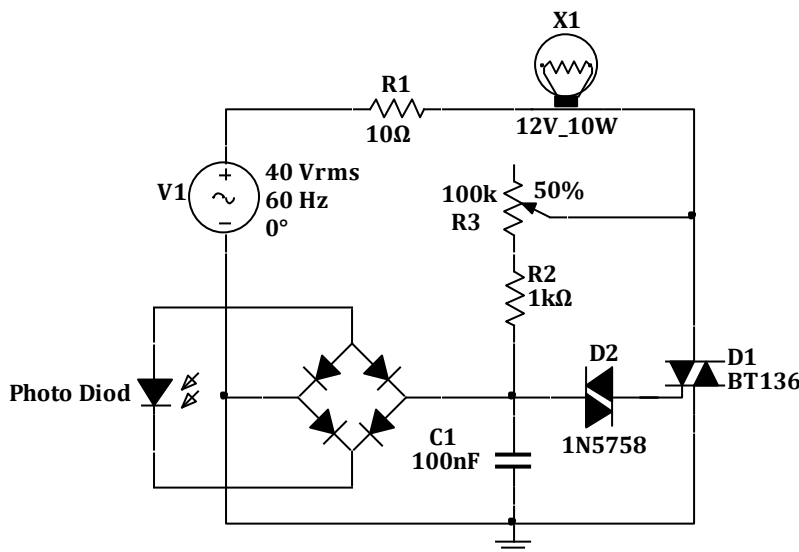 X1
R1
10Ω
12V_10W
V1
+
−
40 Vrms
60 Hz
0°
100k
R3
50%
R2
1kΩ
D2
D1
BT136
Photo Diod
C1
100nF
1N5758